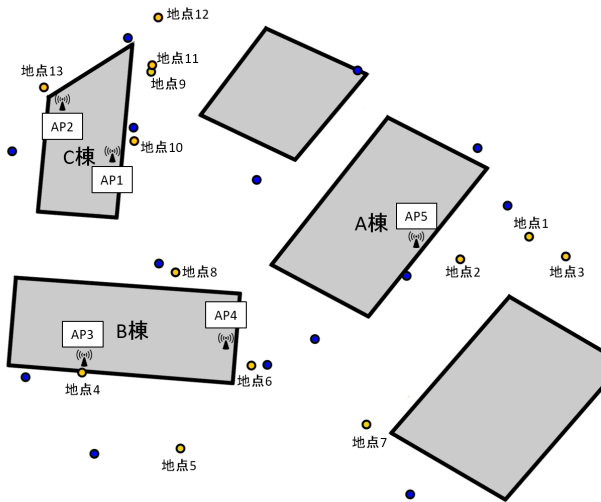 地点12
地点11
地点13
地点9
AP2
地点10
C棟
AP1
A棟
AP5
地点1
地点2
地点3
地点8
AP4
AP3
B棟
地点4
地点6
地点7
地点5